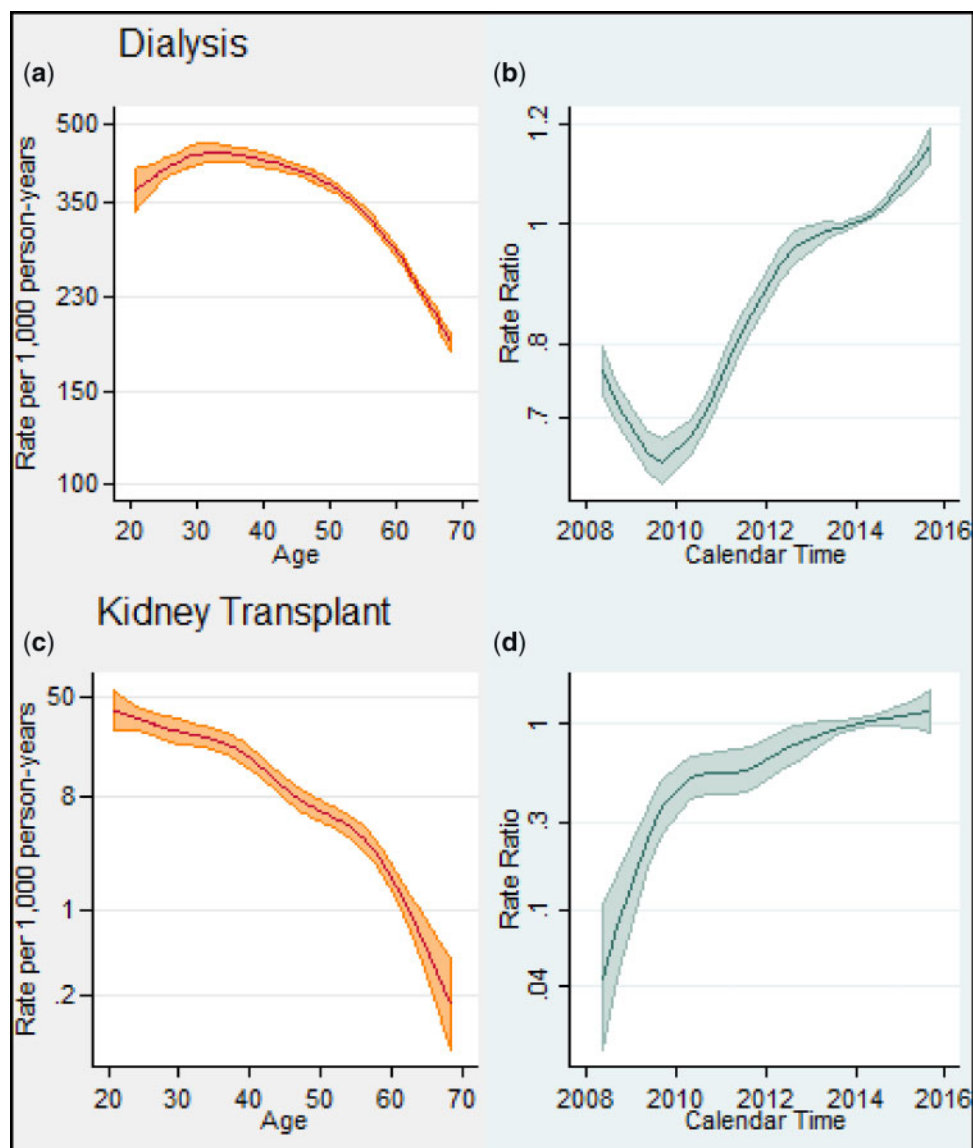 Dialysis
(a)
Rate per 1,000 person-years
500
350
230
150
100
20 30 40 50 60 70
Age
(b)
Rate Ratio
1.2
1
.8
.7
2008 2010 2012 2014 2016
Calendar Time
Kidney Transplant
(c)
Rate per 1,000 person-years
50
8
1
.2
20 30 40 50 60 70
Age
(d)
Rate Ratio
1
.3
.1
.04
2008 2010 2012 2014 2016
Calendar Time